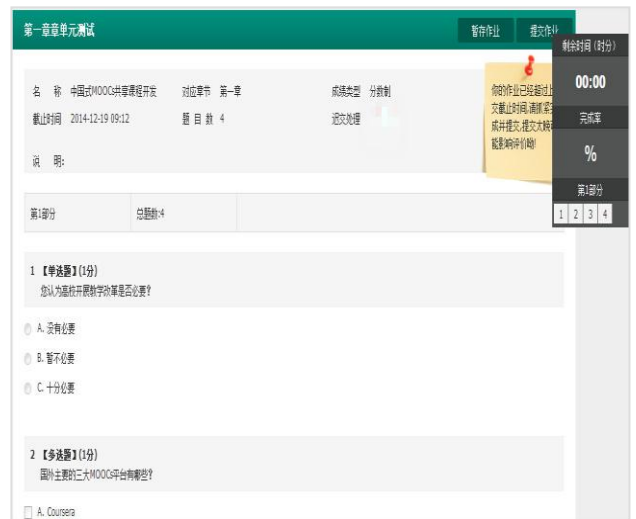 第一章章单元测试
暂存作业 提交作业
剩余时间(时分)
00:00
完成率
%
第1部分
1 2 3 4
名 称 中国式MOOCs共享课程开发 对应章节 第一章 成绩类型 分数制
截止时间 2014-12-19 09:12 题 目 数 4 迟交处理
说 明:
你的作业已经超过上
交截止时间,请抓紧完
成并提交,提交太晚可
能影响评价哟!
第1部分 总题数:4
1 【单选题】(1分)
您认为高校开展教学改革是否必要?
A. 没有必要
B. 暂不必要
C. 十分必要
2 【多选题】(1分)
国外主要的三大MOOCs平台有哪些?
A. Coursera